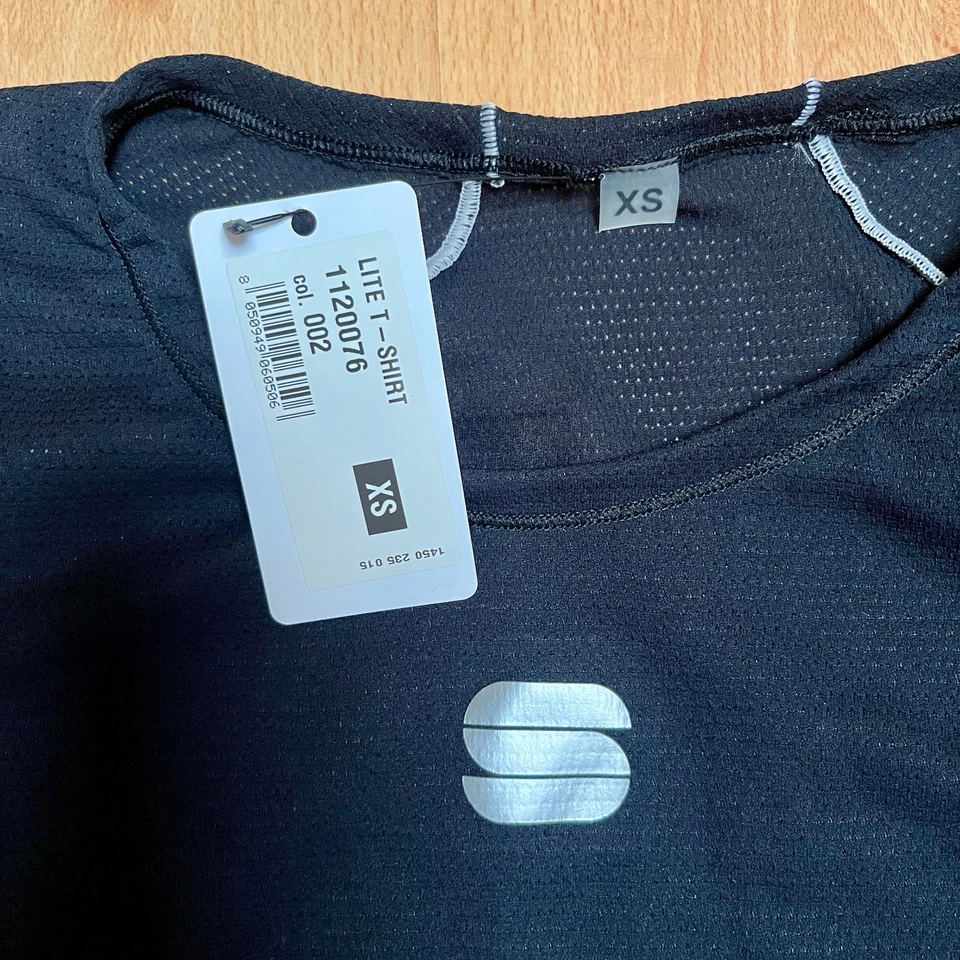 XS
LITE T-SHIRT
1120076
col. 002
8 050949 060506
XS
1450 235 015